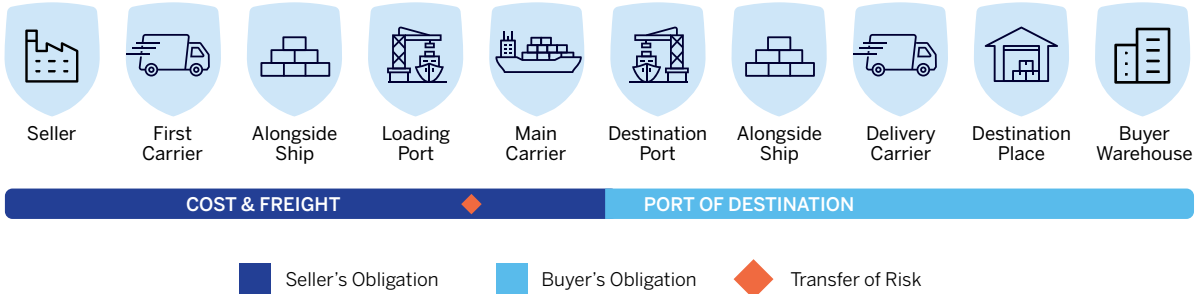 Seller
First
Carrier
Alongside
Ship
Loading
Port
Main
Carrier
Destination
Port
Alongside
Ship
Delivery
Carrier
Destination
Place
Buyer
Warehouse
COST & FREIGHT
PORT OF DESTINATION
Seller's Obligation
Buyer's Obligation
Transfer of Risk